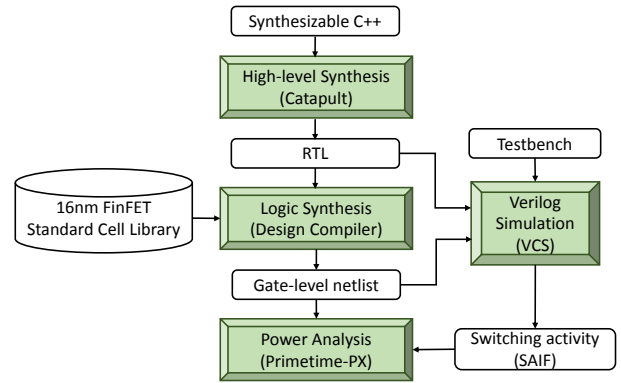 Synthesizable C++
High-level Synthesis
(Catapult)
RTL
Testbench
16nm FinFET
Standard Cell Library
Logic Synthesis
(Design Compiler)
Verilog
Simulation
(VCS)
Gate-level netlist
Power Analysis
(Primetime-PX)
Switching activity
(SAIF)